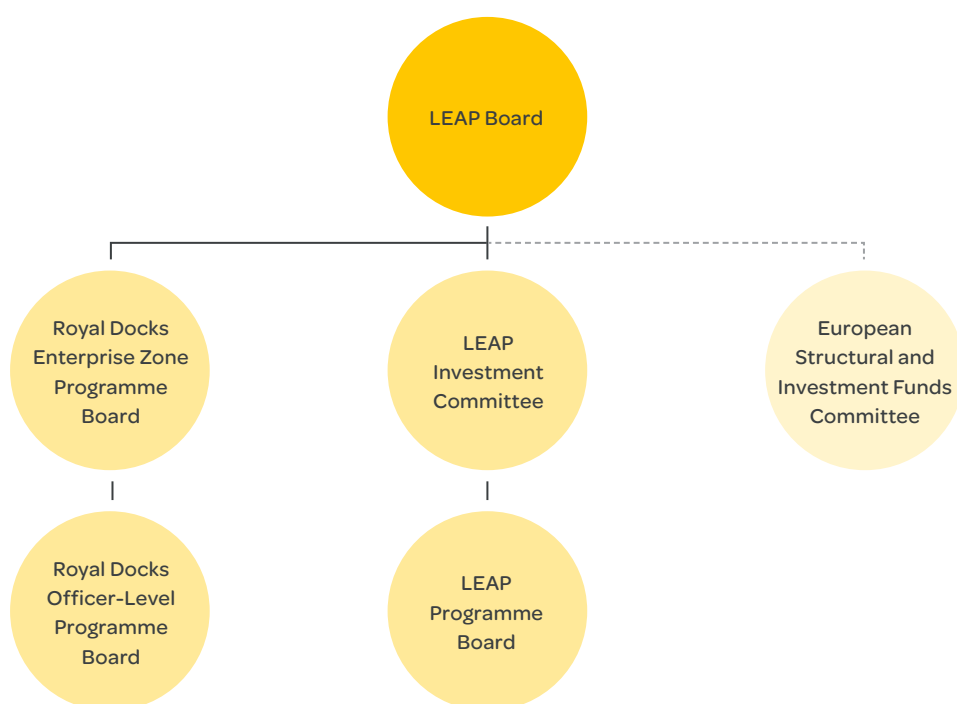 LEAP Board
Royal Docks
Enterprise Zone
Programme
Board
LEAP
Investment
Committee
European
Structural and
Investment Funds
Committee
Royal Docks
Officer-Level
Programme
Board
LEAP
Programme
Board